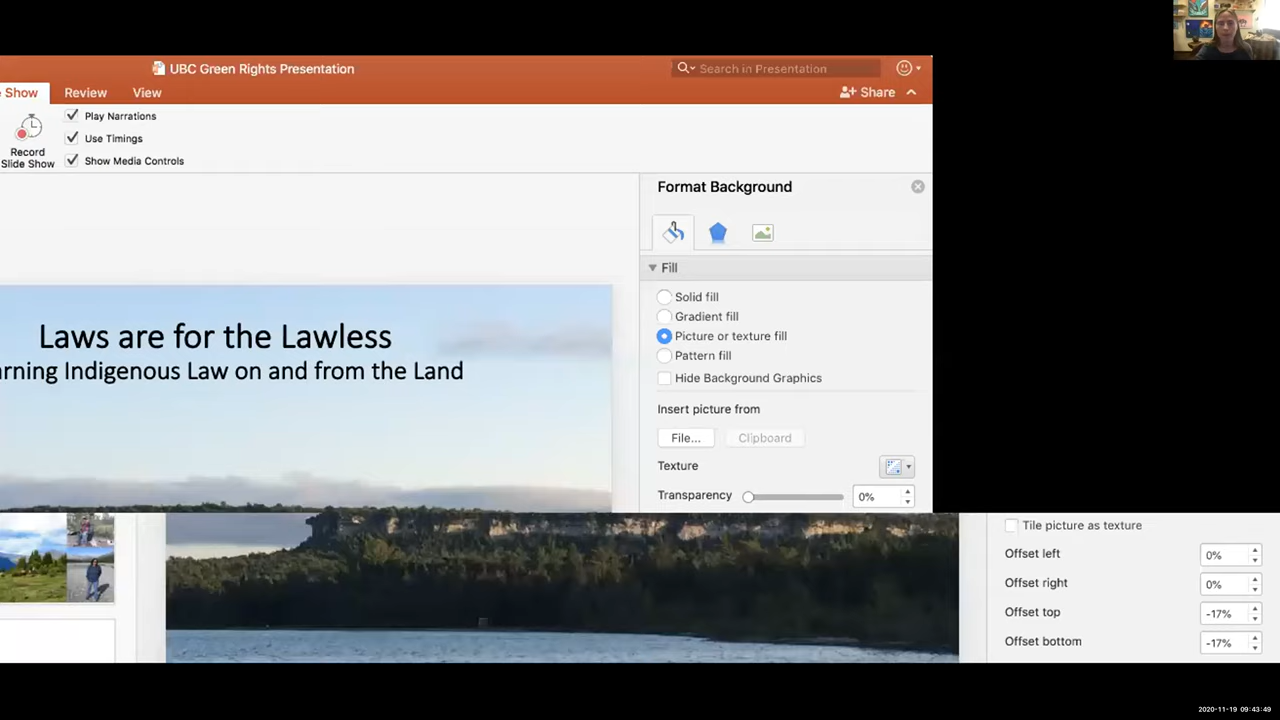 UBC Green Rights Presentation
Search in Presentation
e Show
Review
View
Share
Record
Slide Show
Play Narrations
Use Timings
Show Media Controls
Format Background
Fill
Solid fill
Gradient fill
Picture or texture fill
Pattern fill
Hide Background Graphics
Insert picture from
File...
Clipboard
Texture
Transparency
0%
Laws are for the Lawless
arning Indigenous Law on and from the Land
Tile picture as texture
Offset left
0%
Offset right
0%
Offset top
-17%
Offset bottom
-17%
2020-11-19 09:43:49